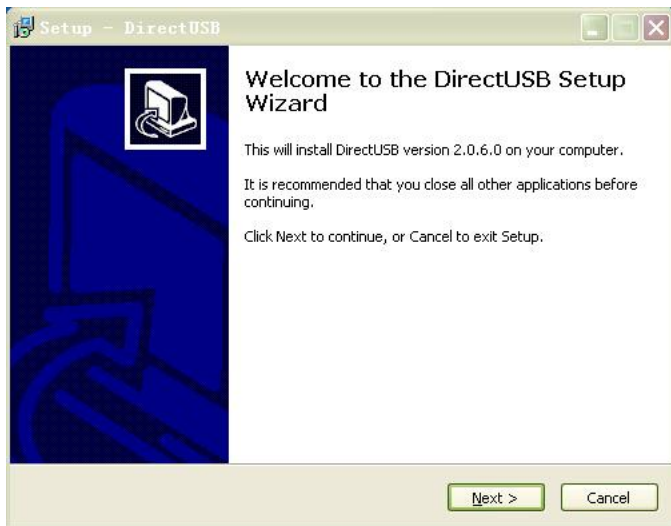 Setup - DirectUSB
Welcome to the DirectUSB Setup
Wizard
This will install DirectUSB version 2.0.6.0 on your computer.
It is recommended that you close all other applications before
continuing.
Click Next to continue, or Cancel to exit Setup.
Next >
Cancel